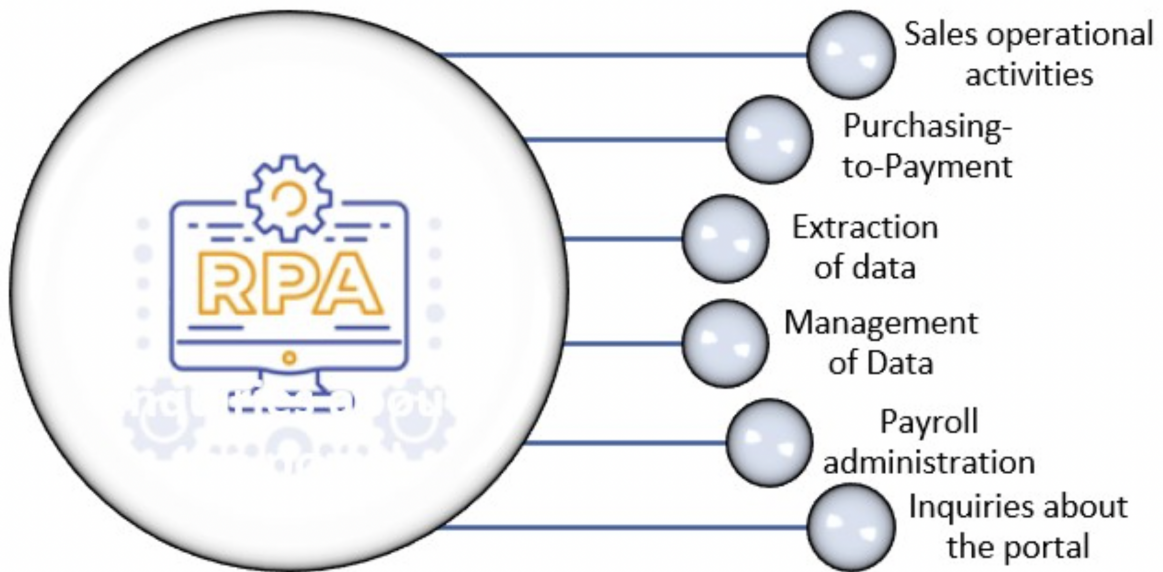 RPA
Sales operational
activities
Purchasing-
to-Payment
Extraction
of data
Management
of Data
Payroll
administration
Inquiries about
the portal